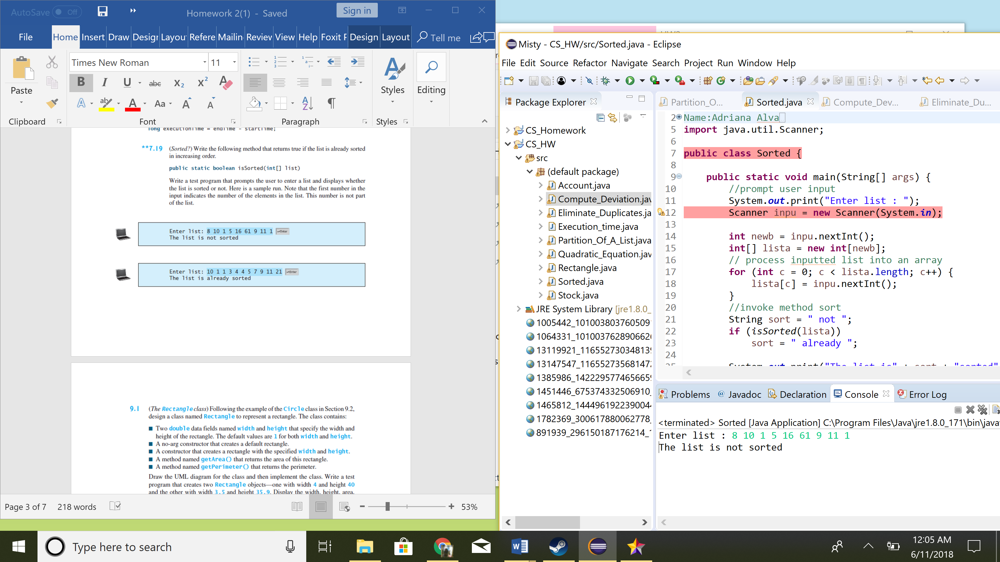 AutoSave Off
Homework 2(1) - Saved
Sign in
File Home Insert Draw Design Layou Refere Mailin Review View Help Foxit F Design Layout Tell me
Times New Roman 11
Paste
Styles
Editing
Clipboard
Font
Paragraph
Styles
long executionTime = endTime - startTime;
**7.19 (Sorted?) Write the following method that returns true if the list is already sorted
in increasing order.
public static boolean isSorted(int[] list)
Write a test program that prompts the user to enter a list and displays whether
the list is sorted or not. Here is a sample run. Note that the first number in the
input indicates the number of the elements in the list. This number is not part
of the list.
Enter list: 8 10 1 5 16 61 9 11 1 ↵Enter
The list is not sorted
Enter list: 10 1 1 3 4 4 5 7 9 11 21 ↵Enter
The list is already sorted
9.1 (The Rectangle class) Following the example of the Circle class in Section 9.2,
design a class named Rectangle to represent a rectangle. The class contains:
■ Two double data fields named width and height that specify the width and
height of the rectangle. The default values are 1 for both width and height.
■ A no-arg constructor that creates a default rectangle.
■ A constructor that creates a rectangle with the specified width and height.
■ A method named getArea() that returns the area of this rectangle.
■ A method named getPerimeter() that returns the perimeter.
Draw the UML diagram for the class and then implement the class. Write a test
program that creates two Rectangle objects—one with width 4 and height 40
and the other with width 3.5 and height 35.9. Display the width, height, area,
Page 3 of 7 218 words
53%
Misty - CS_HW/src/Sorted.java - Eclipse
File Edit Source Refactor Navigate Search Project Run Window Help
Package Explorer
CS_Homework
CS_HW
src
(default package)
Account.java
Compute_Deviation.jav
Eliminate_Duplicates.ja
Execution_time.java
Partition_Of_A_List.java
Quadratic_Equation.jav
Rectangle.java
Sorted.java
Stock.java
JRE System Library [jre1.8.0_
1005442_10100380376050
1064331_1010037628906626
13119921_116552730348139
13147547_1165527356814 72
1385986_1422295774656659
1451446_675374332506910_
1465812_1444961922390044
1782369_300617880062778_
891939_296150187176214_
Partition_O... Sorted.java Compute_Dev... Eliminate_Du...
2 Name:Adriana Alva
5 import java.util.Scanner;
6
7 public class Sorted {
8
9 public static void main(String[] args) {
10 //prompt user input
11 System.out.print("Enter list : ");
12 Scanner inpu = new Scanner(System.in);
13
14 int newb = inpu.nextInt();
15 int[] lista = new int[newb];
16 // process inputted list into an array
17 for (int c = 0; c < lista.length; c++) {
18 lista[c] = inpu.nextInt();
19 }
20 //invoke method sort
21 String sort = " not ";
22 if (isSorted(lista))
23 sort = " already ";
24
25 System.out.print("The list is" + sort + "sorted"
Problems @ Javadoc Declaration Console Error Log
<terminated> Sorted [Java Application] C:\Program Files\Java\jre1.8.0_171\bin\java
Enter list : 8 10 1 5 16 61 9 11 1
The list is not sorted
Type here to search
12:05 AM
6/11/2018